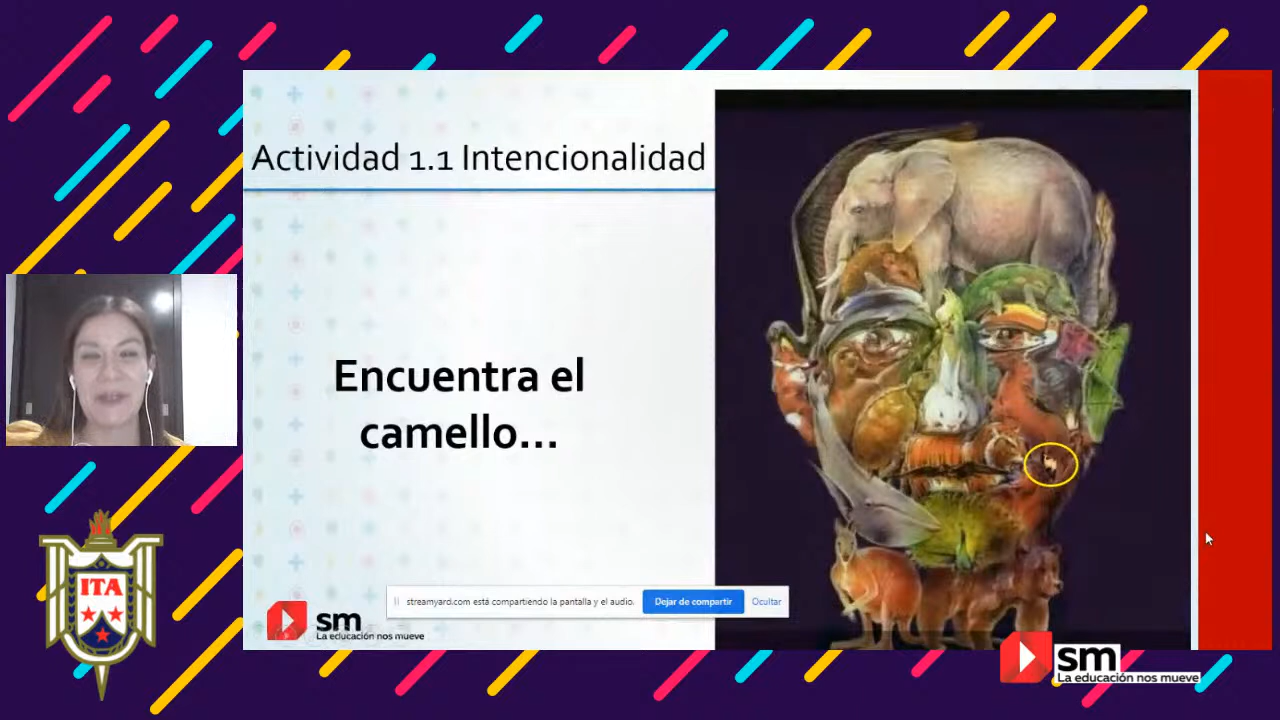 Actividad 1.1 Intencionalidad
Encuentra el
camello...
streamyard.com está compartiendo la pantalla y el audio.
Dejar de compartir
Ocultar
sm
La educación nos mueve
ITA
sm
La educación nos mueve